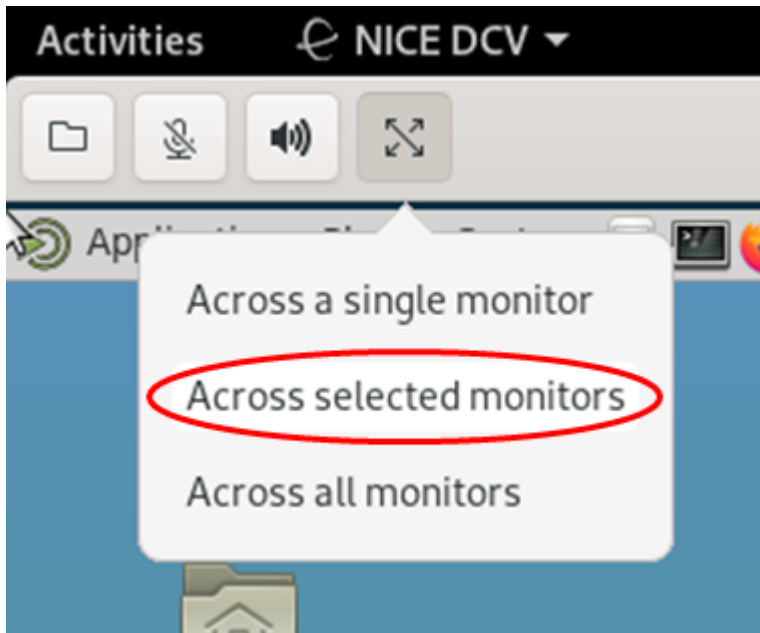 Activities NICE DCV
Across a single monitor
Across selected monitors
Across all monitors